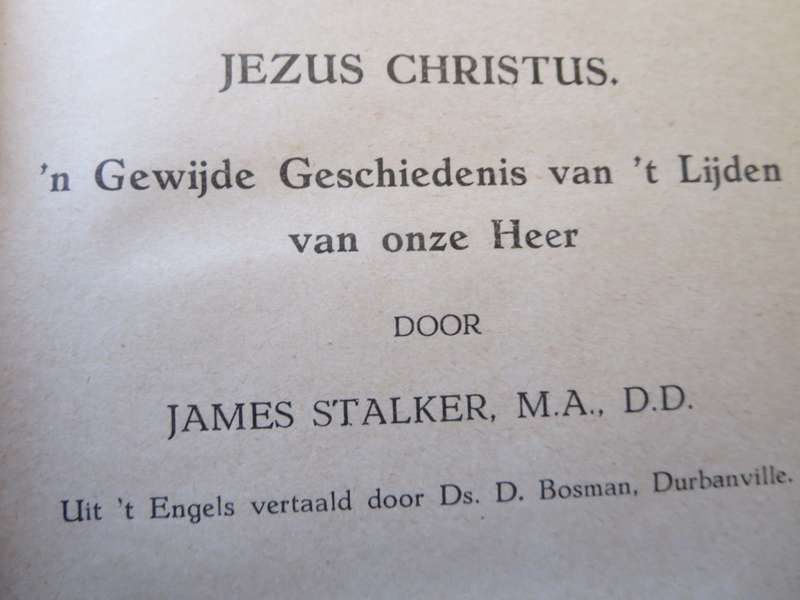 JEZUS CHRISTUS.
'n Gewijde Geschiedenis van 't Lijden
van onze Heer
DOOR
JAMES STALKER, M.A., D.D.
Uit 't Engels vertaald door Ds. D. Bosman, Durbanville.